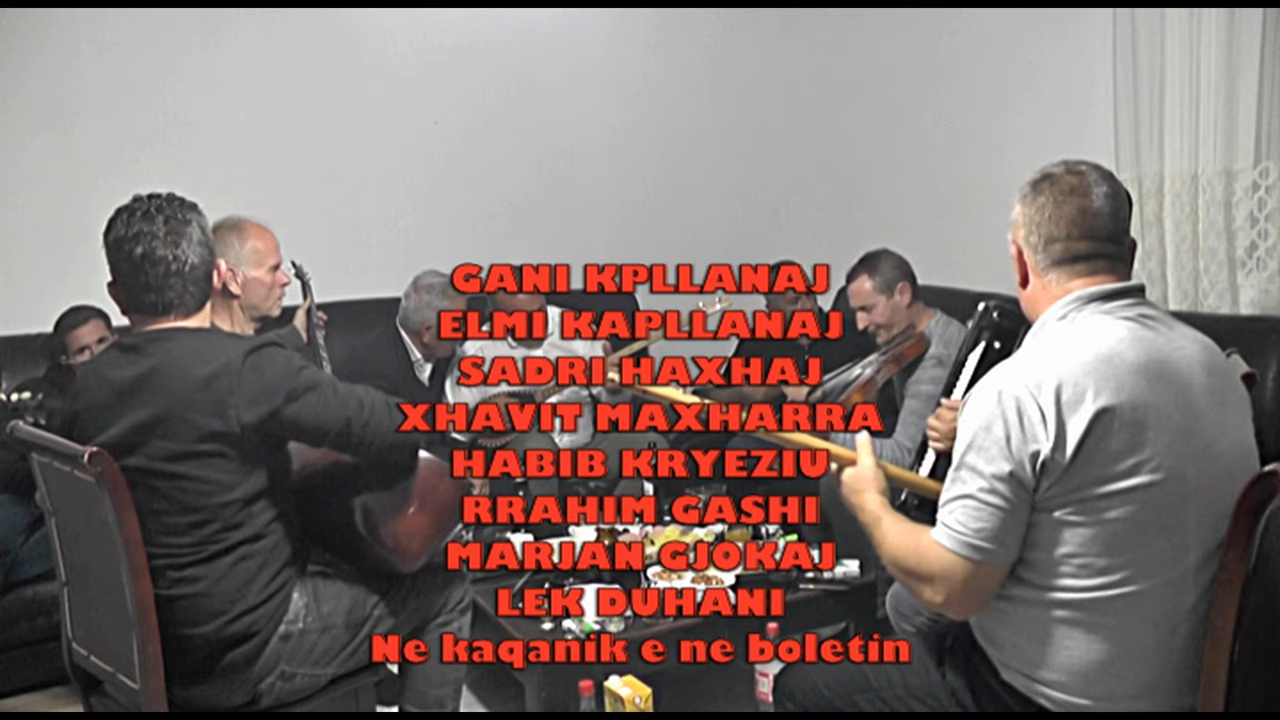 GANI KPLLANAJ
ELMI KAPLLANAJ
SADRI HAXHAJ
XHAVIT MAXHARRA
HABIB KRYEZIU
RRAHIM GASHI
MARJAN GJOKAJ
LEK DUHANI
Ne kaqanik e ne boletin